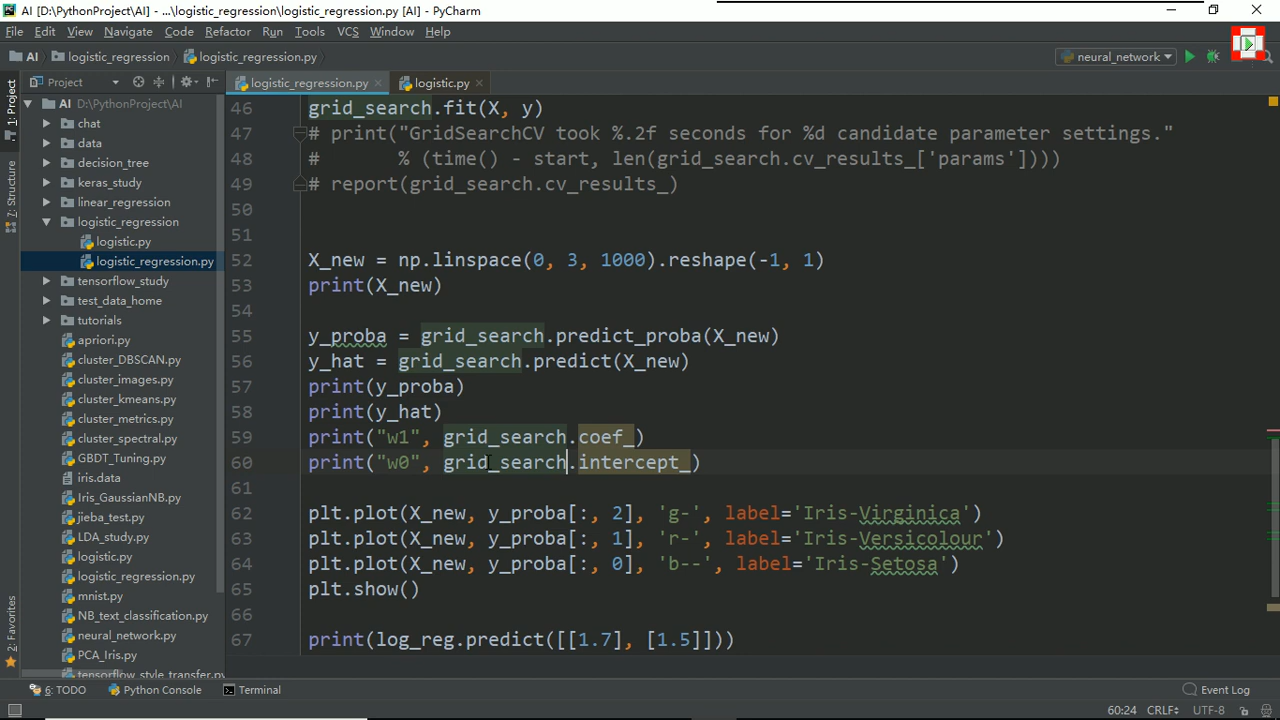 AI [D:\PythonProject\AI] - ...\logistic_regression\logistic_regression.py [AI] - PyCharm
File Edit View Navigate Code Refactor Run Tools VCS Window Help
AI logistic_regression logistic_regression.py neural_network
Project logistic_regression.py logistic.py
1: Project
7: Structure
2: Favorites
AI D:\PythonProject\AI
chat
data
decision_tree
keras_study
linear_regression
logistic_regression
logistic.py
logistic_regression.py
tensorflow_study
test_data_home
tutorials
apriori.py
cluster_DBSCAN.py
cluster_images.py
cluster_kmeans.py
cluster_metrics.py
cluster_spectral.py
GBDT_Tuning.py
iris.data
Iris_GaussianNB.py
jieba_test.py
LDA_study.py
logistic.py
logistic_regression.py
mnist.py
NB_text_classification.py
neural_network.py
PCA_Iris.py
tensorflow_style_transfer.py
46 grid_search.fit(X, y)
47 # print("GridSearchCV took %.2f seconds for %d candidate parameter settings."
48 #       % (time() - start, len(grid_search.cv_results_['params'])))
49 # report(grid_search.cv_results_)
50
51
52 X_new = np.linspace(0, 3, 1000).reshape(-1, 1)
53 print(X_new)
54
55 y_proba = grid_search.predict_proba(X_new)
56 y_hat = grid_search.predict(X_new)
57 print(y_proba)
58 print(y_hat)
59 print("w1", grid_search.coef_)
60 print("w0", grid_search.intercept_)
61
62 plt.plot(X_new, y_proba[:, 2], 'g-', label='Iris-Virginica')
63 plt.plot(X_new, y_proba[:, 1], 'r-', label='Iris-Versicolour')
64 plt.plot(X_new, y_proba[:, 0], 'b--', label='Iris-Setosa')
65 plt.show()
66
67 print(log_reg.predict([[1.7], [1.5]]))
6: TODO Python Console Terminal Event Log
60:24 CRLF÷ UTF-8÷